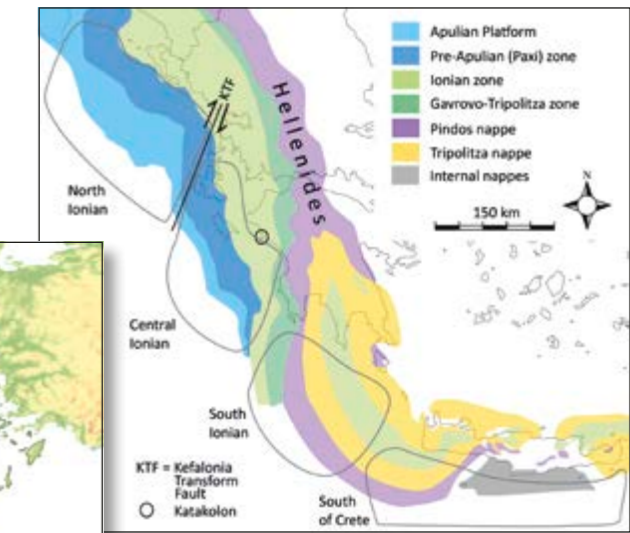 Apulian Platform
Pre-Apulian (Paxi) zone
Ionian zone
Gavrovo-Tripolitza zone
Pindos nappe
Tripolitza nappe
Internal nappes
N
150 km
KTF
Hellenides
North
Ionian
Central
Ionian
South
Ionian
South
of Crete
KTF = Kefalonia
Transform
Fault
Katakolon